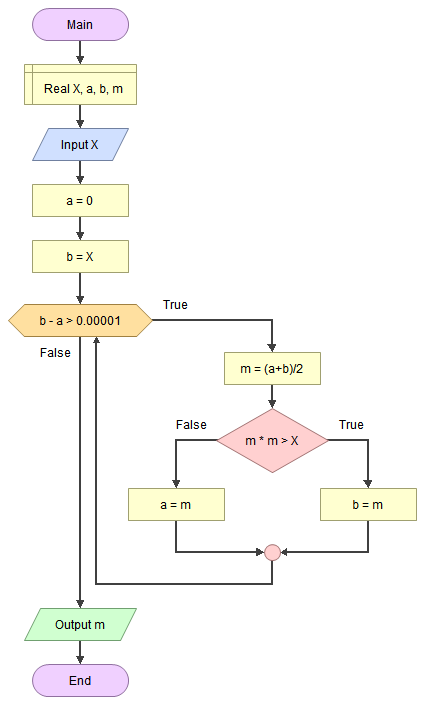 Main
Real X, a, b, m
Input X
a = 0
b = X
b - a > 0.00001
True
False
m = (a+b)/2
m * m > X
False
True
a = m
b = m
Output m
End